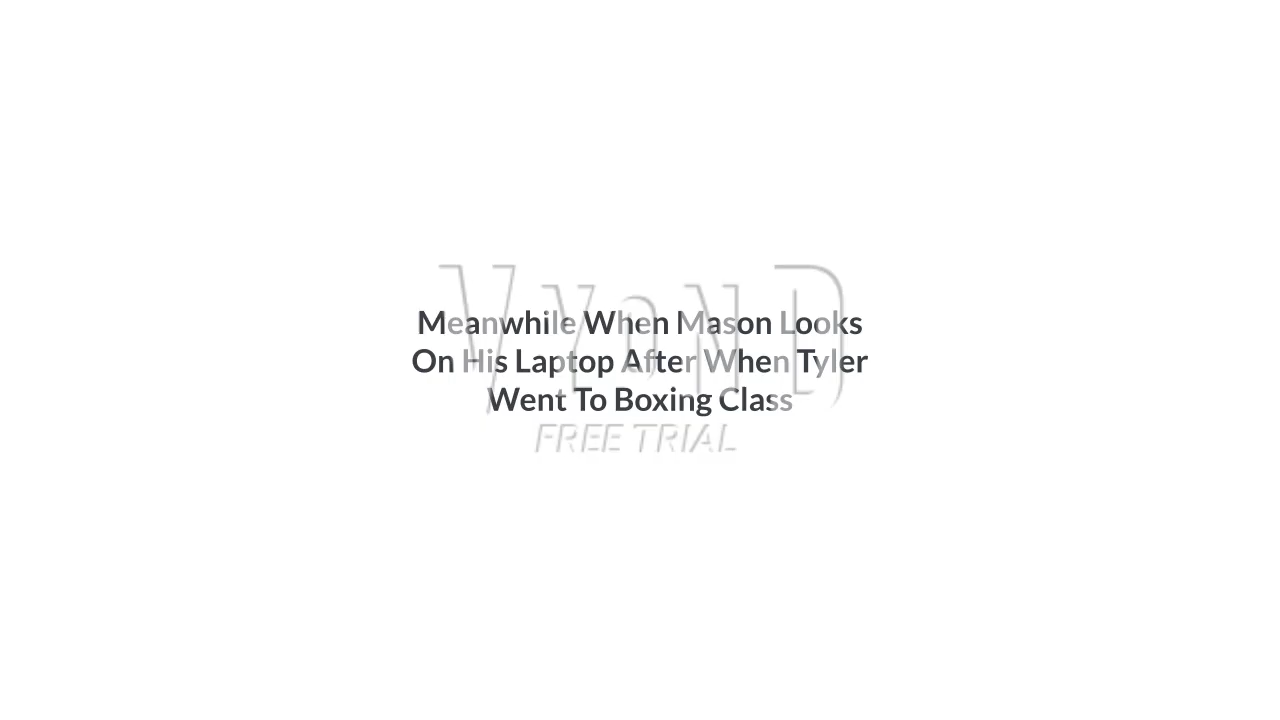 Meanwhile When Mason Looks
On His Laptop After When Tyler
Went To Boxing Class
VYOND
FREE TRIAL